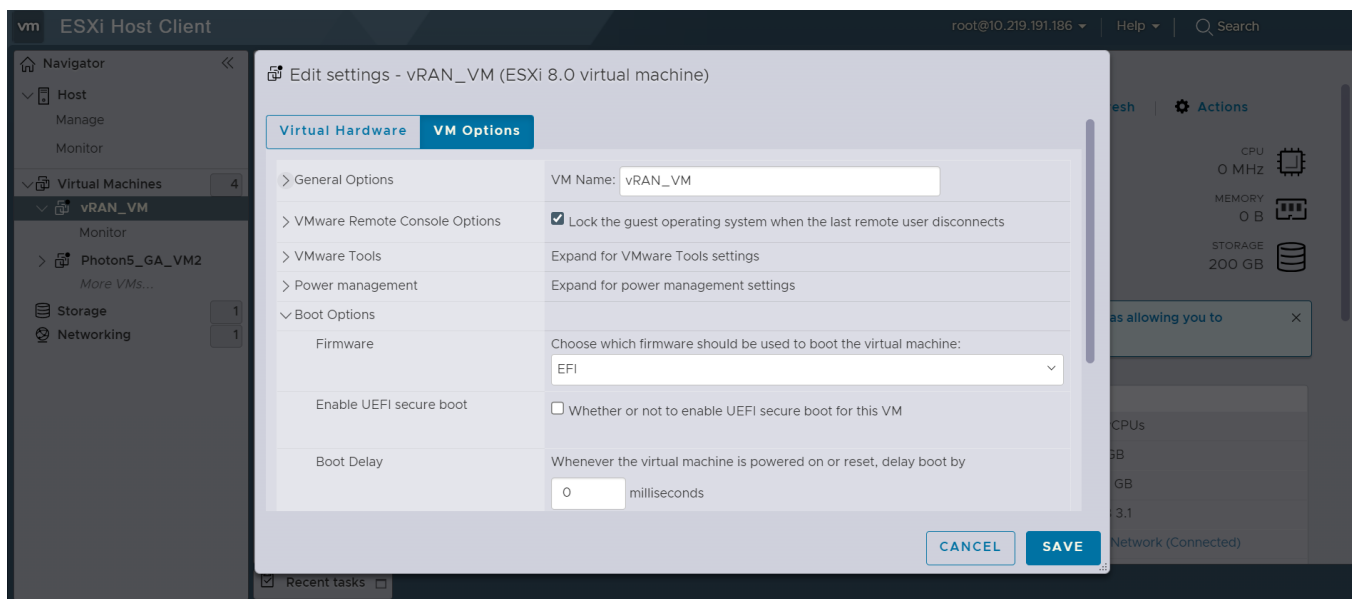 vm ESXi Host Client
root@10.219.191.186
Help
Search
Navigator
Host
Manage
Monitor
Virtual Machines 4
vRAN_VM
Monitor
Photon5_GA_VM2
More VMs...
Storage 1
Networking 1
Edit settings - vRAN_VM (ESXi 8.0 virtual machine)
Virtual Hardware VM Options
General Options VM Name: vRAN_VM
VMware Remote Console Options Lock the guest operating system when the last remote user disconnects
VMware Tools Expand for VMware Tools settings
Power management Expand for power management settings
Boot Options
Firmware Choose which firmware should be used to boot the virtual machine:
EFI
Enable UEFI secure boot Whether or not to enable UEFI secure boot for this VM
Boot Delay Whenever the virtual machine is powered on or reset, delay boot by
0 milliseconds
CANCEL SAVE
esh Actions
CPU
0 MHz
MEMORY
0 B
STORAGE
200 GB
as allowing you to
CPUs
GB
GB
3.1
Network (Connected)
Recent tasks